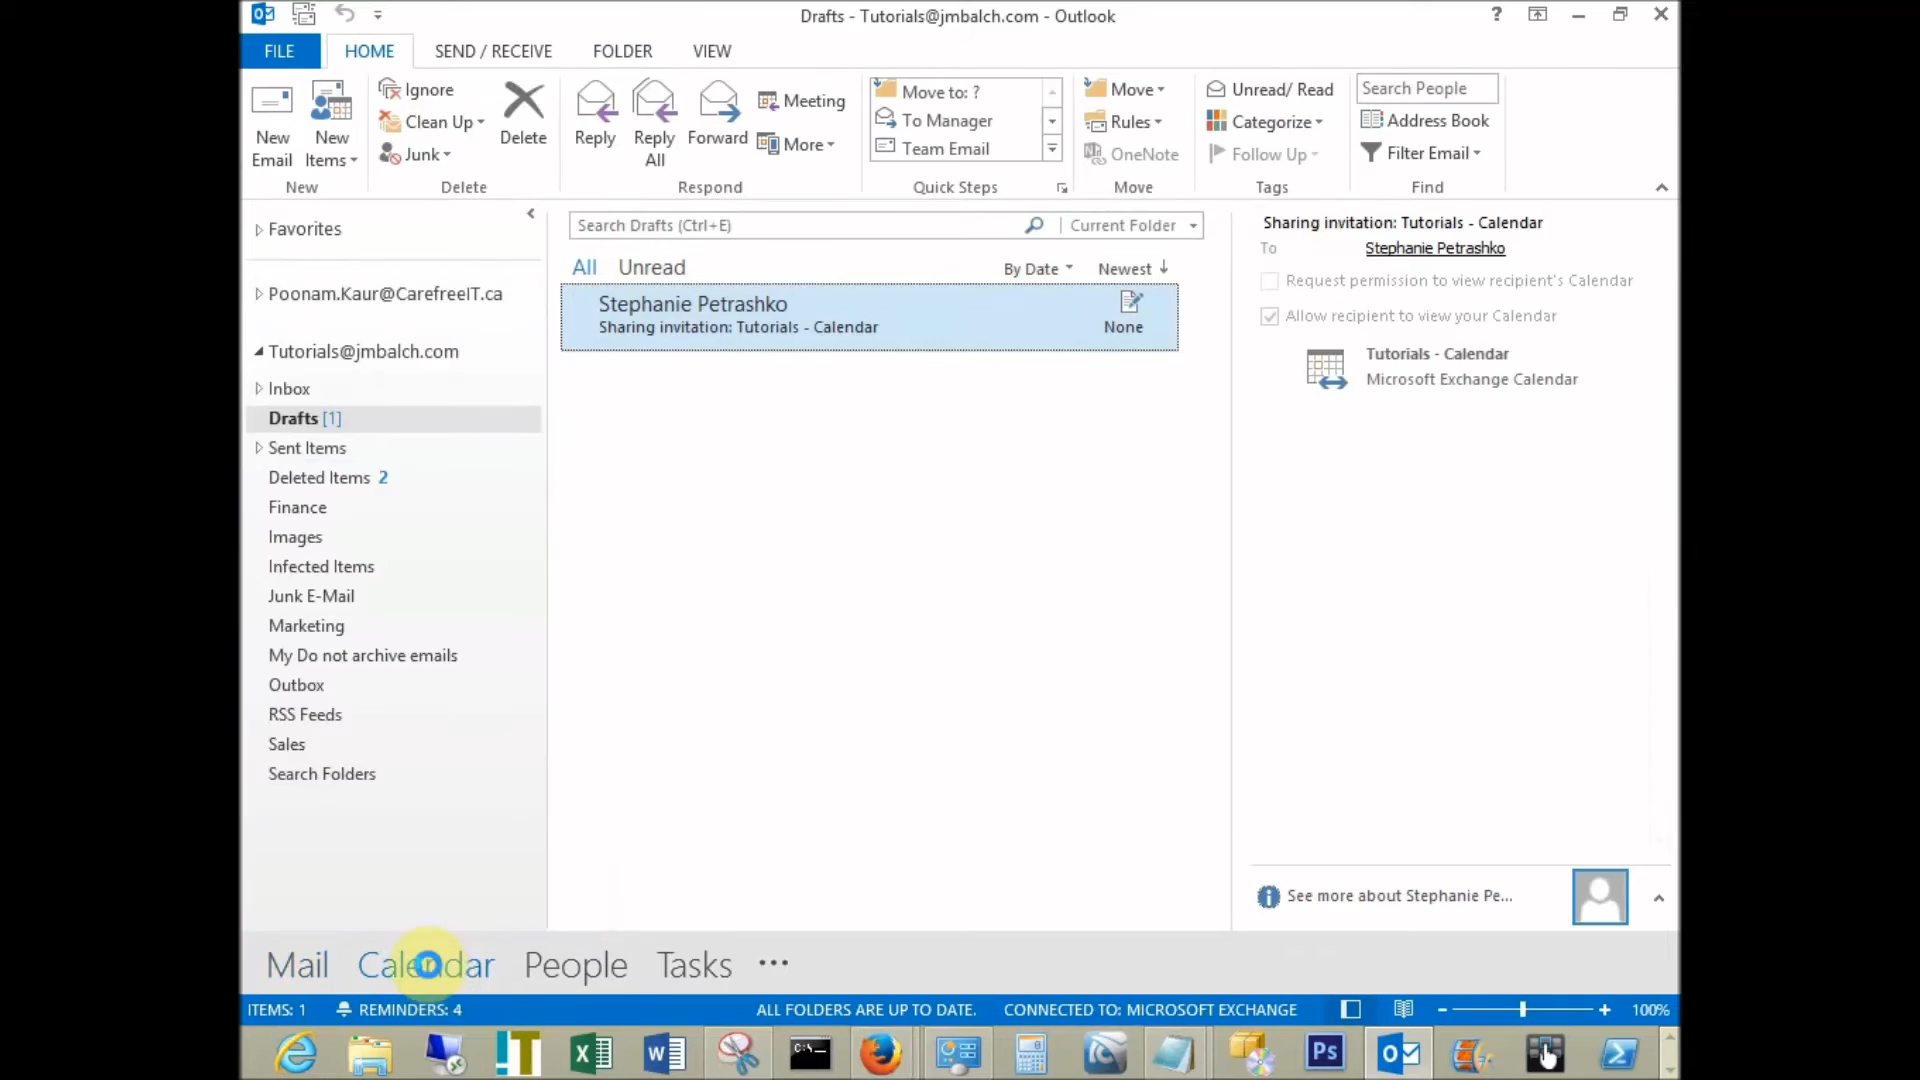 Drafts - Tutorials@jmbalch.com - Outlook
?
FILE
HOME
SEND / RECEIVE
FOLDER
VIEW
New Email
New Items
Ignore
Clean Up
Junk
Delete
Reply
Reply All
Forward
Meeting
More
Move to: ?
To Manager
Team Email
Move
Rules
OneNote
Unread/ Read
Categorize
Follow Up
Search People
Address Book
Filter Email
New
Delete
Respond
Quick Steps
Move
Tags
Find
Favorites
Poonam.Kaur@CarefreeIT.ca
Tutorials@jmbalch.com
Inbox
Drafts [1]
Sent Items
Deleted Items 2
Finance
Images
Infected Items
Junk E-Mail
Marketing
My Do not archive emails
Outbox
RSS Feeds
Sales
Search Folders
Search Drafts (Ctrl+E)
Current Folder
All Unread
By Date Newest
Stephanie Petrashko
Sharing invitation: Tutorials - Calendar
None
Sharing invitation: Tutorials - Calendar
To Stephanie Petrashko
Request permission to view recipient's Calendar
Allow recipient to view your Calendar
Tutorials - Calendar
Microsoft Exchange Calendar
See more about Stephanie Pe...
Mail Calendar People Tasks ...
ITEMS: 1
REMINDERS: 4
ALL FOLDERS ARE UP TO DATE.
CONNECTED TO: MICROSOFT EXCHANGE
100%